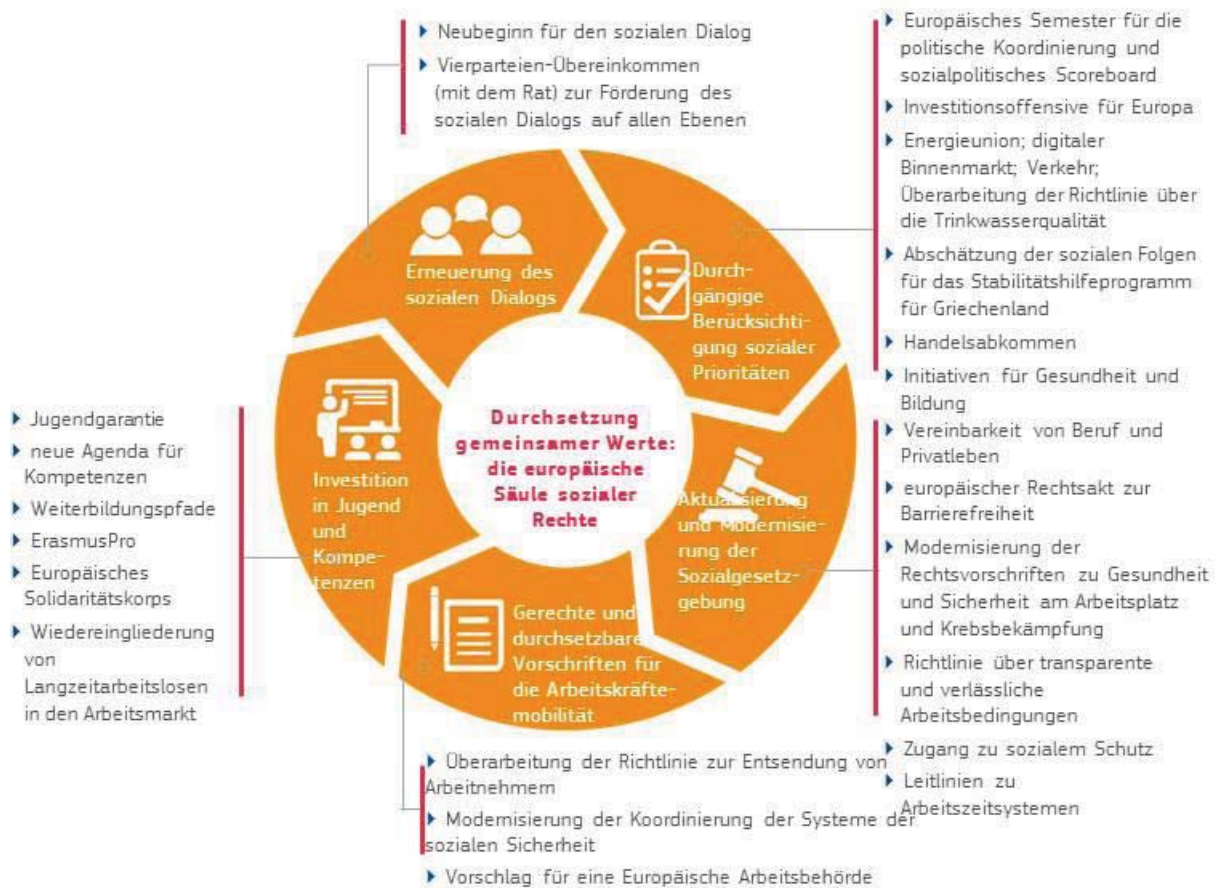 Neubeginn für den sozialen Dialog
Vierparteien-Übereinkommen
(mit dem Rat) zur Förderung des
sozialen Dialogs auf allen Ebenen
Europäisches Semester für die
politische Koordinierung und
sozialpolitisches Scoreboard
Investitionsoffensive für Europa
Energieunion; digitaler
Binnenmarkt; Verkehr;
Überarbeitung der Richtlinie über
die Trinkwasserqualität
Abschätzung der sozialen Folgen
für das Stabilitätshilfeprogramm
für Griechenland
Handelsabkommen
Initiativen für Gesundheit und
Bildung
Erneuerung des
sozialen Dialogs
Durch-
gängige
Berücksichti-
gung sozialer
Prioritäten
Durchsetzung
gemeinsamer Werte:
die europäische
Säule sozialer
Rechte
Investition
in Jugend
und
Kompe-
tenzen
Aktualisierung
und Modernisie-
rung der
Sozialgesetz-
gebung
Gerechte und
durchsetzbare
Vorschriften für
die Arbeitskräfte-
mobilität
Jugendgarantie
neue Agenda für
Kompetenzen
Weiterbildungspfade
ErasmusPro
Europäisches
Solidaritätskorps
Wiedereingliederung
von
Langzeitarbeitslosen
in den Arbeitsmarkt
Vereinbarkeit von Beruf und
Privatleben
europäischer Rechtsakt zur
Barrierefreiheit
Modernisierung der
Rechtsvorschriften zu Gesundheit
und Sicherheit am Arbeitsplatz
und Krebsbekämpfung
Richtlinie über transparente
und verlässliche
Arbeitsbedingungen
Zugang zu sozialem Schutz
Leitlinien zu
Arbeitszeitsystemen
Überarbeitung der Richtlinie zur Entsendung von
Arbeitnehmern
Modernisierung der Koordinierung der Systeme der
sozialen Sicherheit
Vorschlag für eine Europäische Arbeitsbehörde